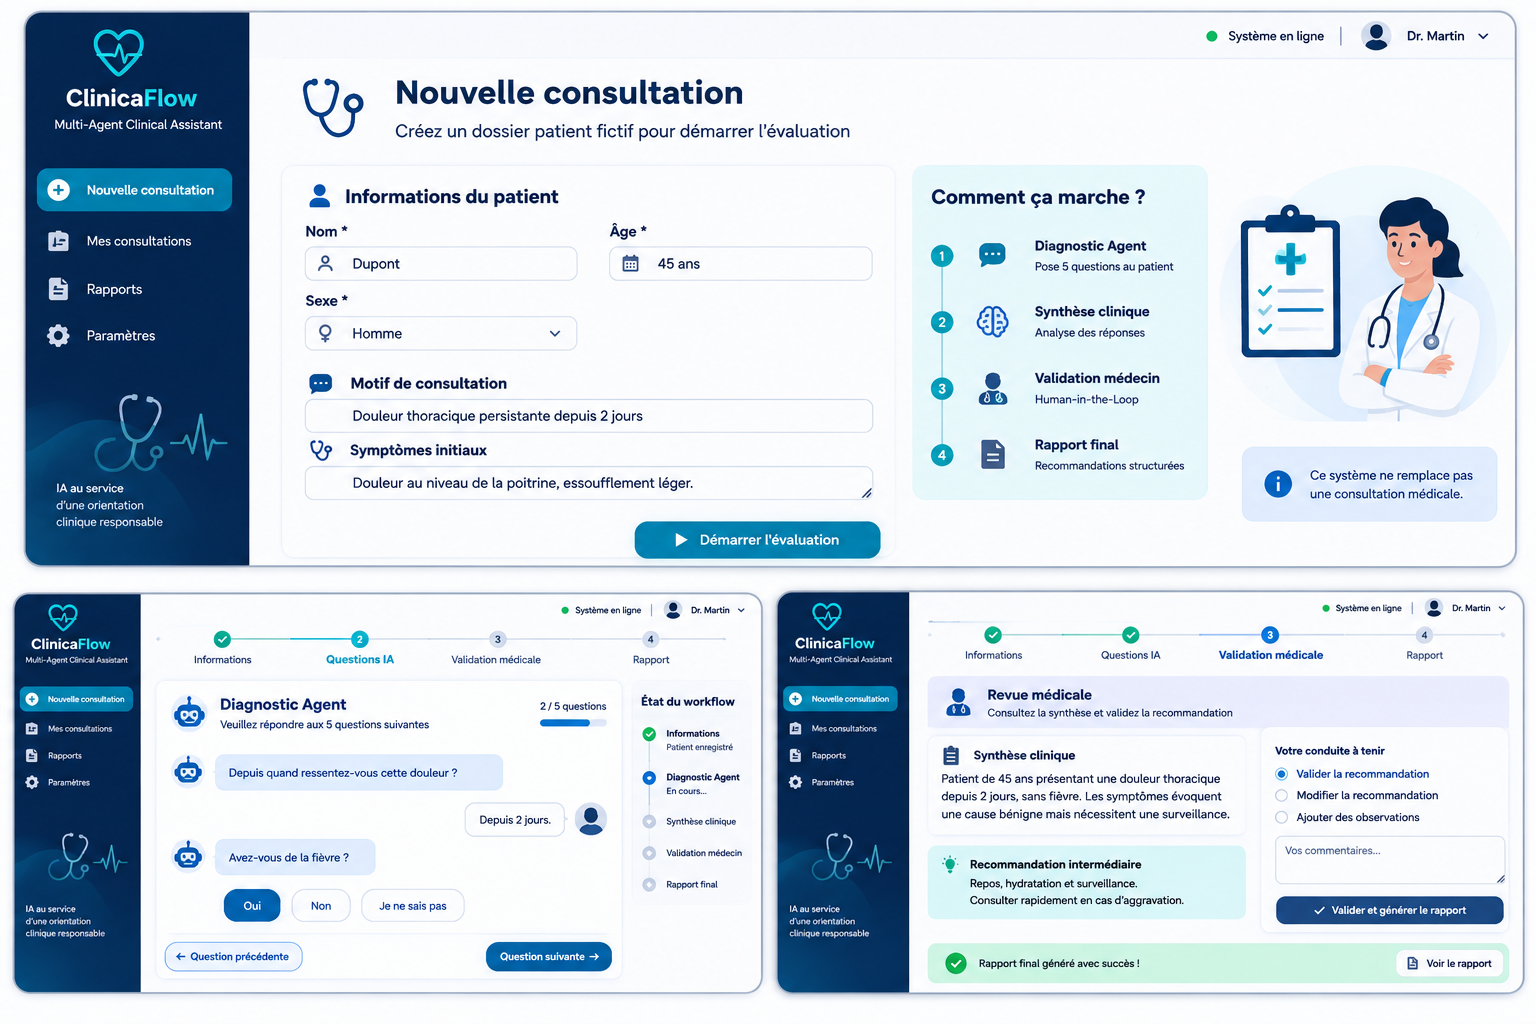 ClinicaFlow
Multi-Agent Clinical Assistant
Nouvelle consultation
Mes consultations
Rapports
Paramètres
IA au service
d'une orientation
clinique responsable
Système en ligne
Dr. Martin
Nouvelle consultation
Créez un dossier patient fictif pour démarrer l'évaluation
Informations du patient
Nom *
Âge *
Dupont
45 ans
Sexe *
Homme
Motif de consultation
Douleur thoracique persistante depuis 2 jours
Symptômes initiaux
Douleur au niveau de la poitrine, essoufflement léger.
Démarrer l'évaluation
Comment ça marche ?
1
Diagnostic Agent
Pose 5 questions au patient
2
Synthèse clinique
Analyse des réponses
3
Validation médecin
Human-in-the-Loop
4
Rapport final
Recommandations structurées
Ce système ne remplace pas
une consultation médicale.
ClinicaFlow
Multi-Agent Clinical Assistant
Nouvelle consultation
Mes consultations
Rapports
Paramètres
IA au service
d'une orientation
clinique responsable
Système en ligne
Dr. Martin
2
3
4
Informations
Questions IA
Validation médicale
Rapport
Diagnostic Agent
Veuillez répondre aux 5 questions suivantes
2 / 5 questions
Depuis quand ressentez-vous cette douleur ?
Depuis 2 jours.
Avez-vous de la fièvre ?
Oui
Non
Je ne sais pas
← Question précédente
Question suivante →
État du workflow
Informations
Patient enregistré
Diagnostic Agent
En cours...
Synthèse clinique
Validation médecin
Rapport final
ClinicaFlow
Multi-Agent Clinical Assistant
Nouvelle consultation
Mes consultations
Rapports
Paramètres
IA au service
d'une orientation
clinique responsable
Système en ligne
Dr. Martin
3
4
Informations
Questions IA
Validation médicale
Rapport
Revue médicale
Consultez la synthèse et validez la recommandation
Synthèse clinique
Patient de 45 ans présentant une douleur thoracique
depuis 2 jours, sans fièvre. Les symptômes évoquent
une cause bénigne mais nécessitent une surveillance.
Recommandation intermédiaire
Repos, hydratation et surveillance.
Consulter rapidement en cas d'aggravation.
Votre conduite à tenir
Valider la recommandation
Modifier la recommandation
Ajouter des observations
Vos commentaires...
Valider et générer le rapport
Rapport final généré avec succès !
Voir le rapport